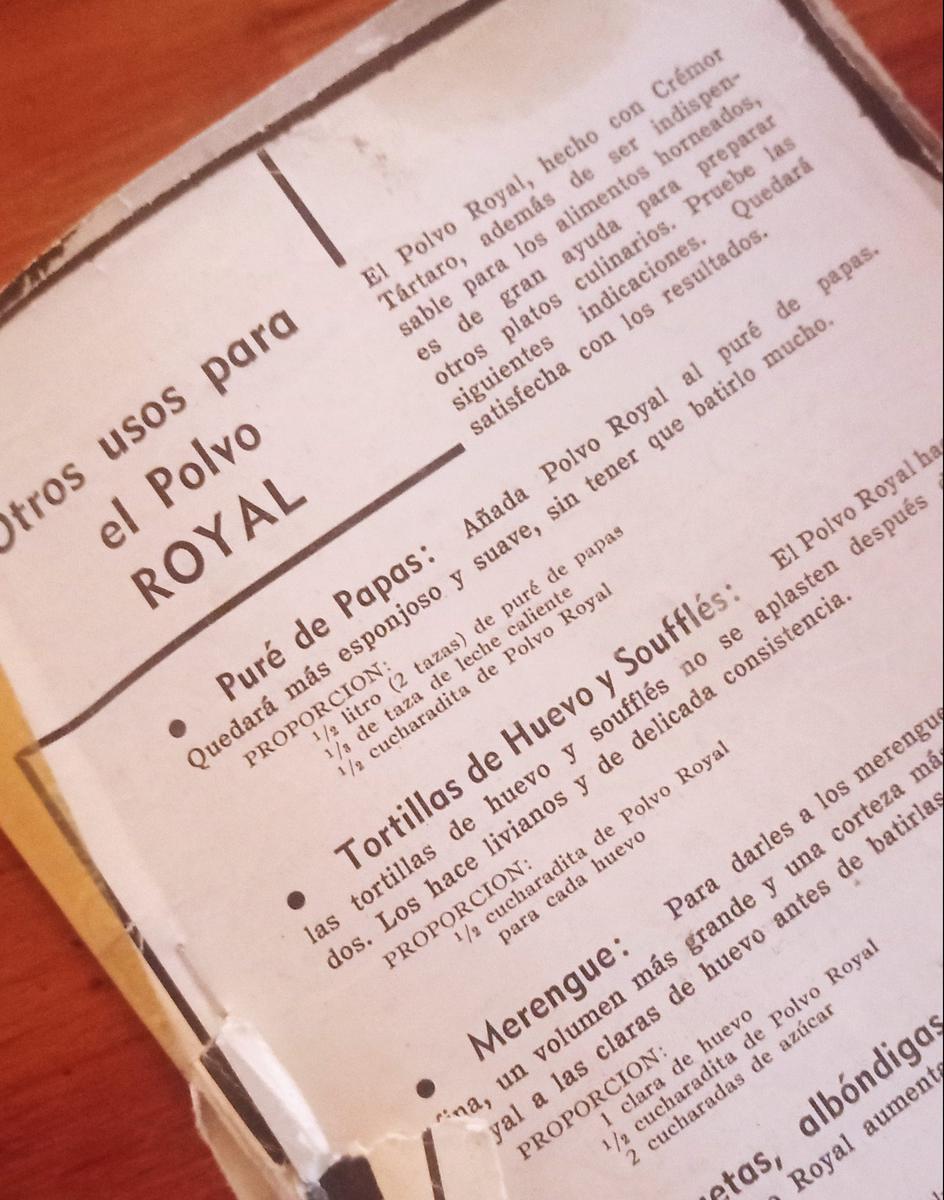 Otros usos para
el Polvo
ROYAL
El Polvo Royal, hecho con Crémor
Tártaro, además de ser indispen-
sable para los alimentos horneados,
es de gran ayuda para preparar
otros platos culinarios. Pruebe las
siguientes indicaciones. Quedará
satisfecha con los resultados.
• Puré de Papas: Añada Polvo Royal al puré de papas.
Quedará más esponjoso y suave, sin tener que batirlo mucho.
PROPORCION:
1/2 litro (2 tazas) de puré de papas
1/3 de taza de leche caliente
1/2 cucharadita de Polvo Royal
• Tortillas de Huevo y Soufflés: El Polvo Royal
las tortillas de huevo y soufflés no se aplasten después
dos. Los hace livianos y de delicada consistencia.
PROPORCION:
1/2 cucharadita de Polvo Royal
para cada huevo
• Merengue: Para darles a los merengue
fina, un volumen más grande y una corteza más
yal a las claras de huevo antes de batirlas
PROPORCION:
1 clara de huevo
1/2 cucharadita de Polvo Royal
2 cucharadas de azúcar
etas, albóndigas
Royal aumenta